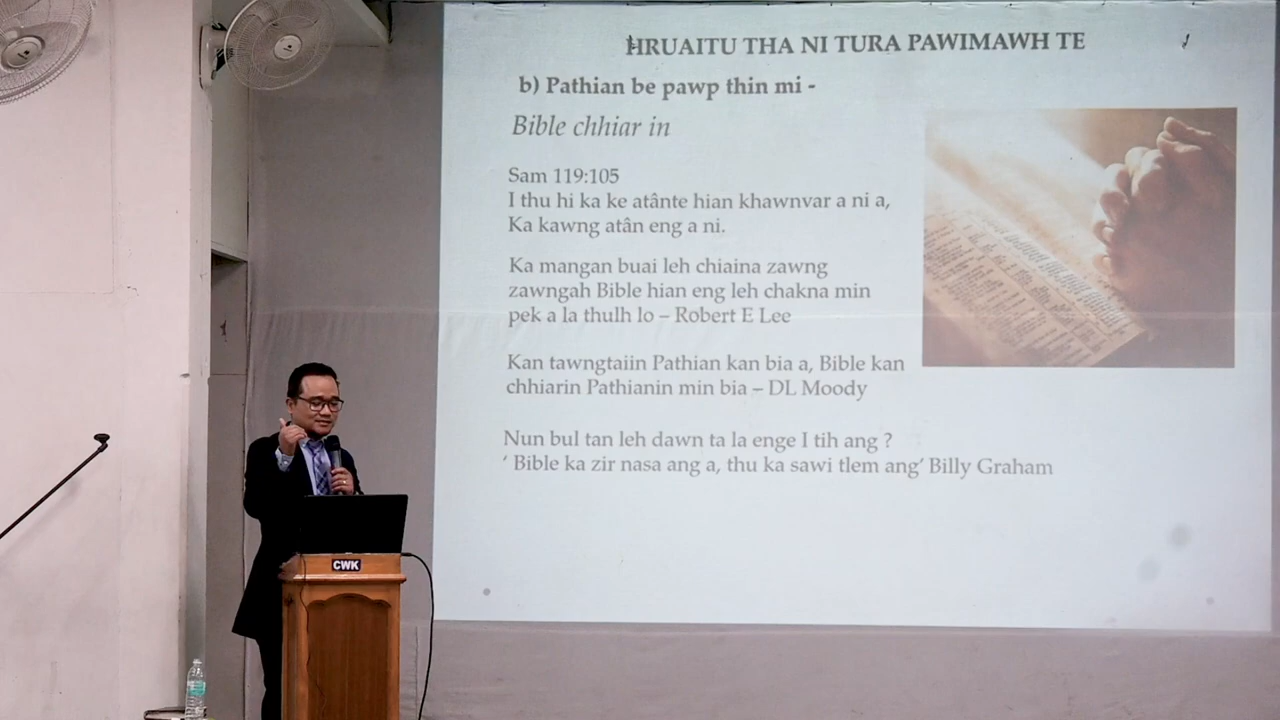 HRUAITU THA NI TURA PAWIMAWH TE
b) Pathian be pawp thin mi -
Bible chhiar in
Sam 119:105
I thu hi ka ke atânte hian khawnvar a ni a,
Ka kawng atân eng a ni.
Ka mangan buai leh chiaina zawng
zawngah Bible hian eng leh chakna min
pek a la thulh lo – Robert E Lee
Kan tawngtaiin Pathian kan bia a, Bible kan
chhiarin Pathianin min bia – DL Moody
Nun bul tan leh dawn ta la enge I tih ang ?
‘ Bible ka zir nasa ang a, thu ka sawi tlem ang’ Billy Graham
CWK